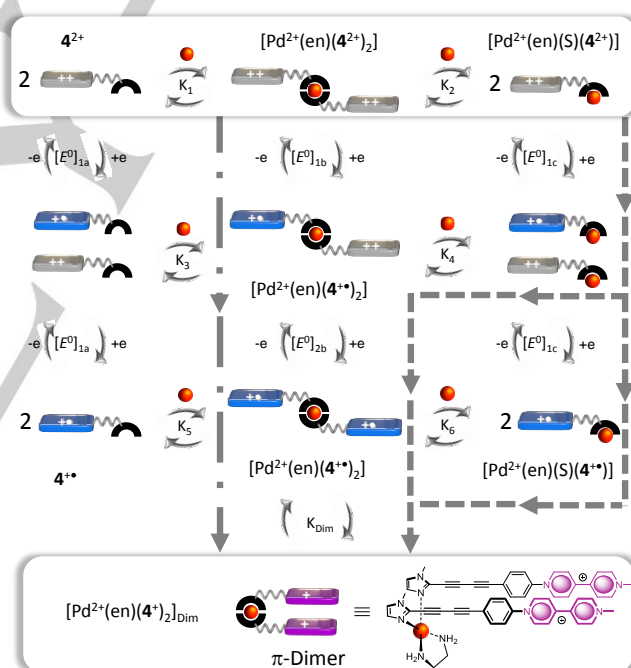 4²⁺ [Pd²⁺(en)(4²⁺)₂] [Pd²⁺(en)(S)(4²⁺)]
2 ++ K₁ ++ K₂ 2 ++
++
-e [E⁰]₁ₐ +e -e [E⁰]₁b +e -e [E⁰]₁c +e
+• +• +•
++ K₃ ++ K₄ ++
[Pd²⁺(en)(4⁺•)₂]
-e [E⁰]₁ₐ +e -e [E⁰]₂b +e -e [E⁰]₁c +e
2 +• K₅ +• K₆ 2 +•
+•
4⁺• [Pd²⁺(en)(4⁺•)₂] [Pd²⁺(en)(S)(4⁺•)]
K_Dim
[Pd²⁺(en)(4⁺)₂]_Dim + ≡ N N N N ⊕
+ N N N N ⊕
NH₂
H₂N
π-Dimer